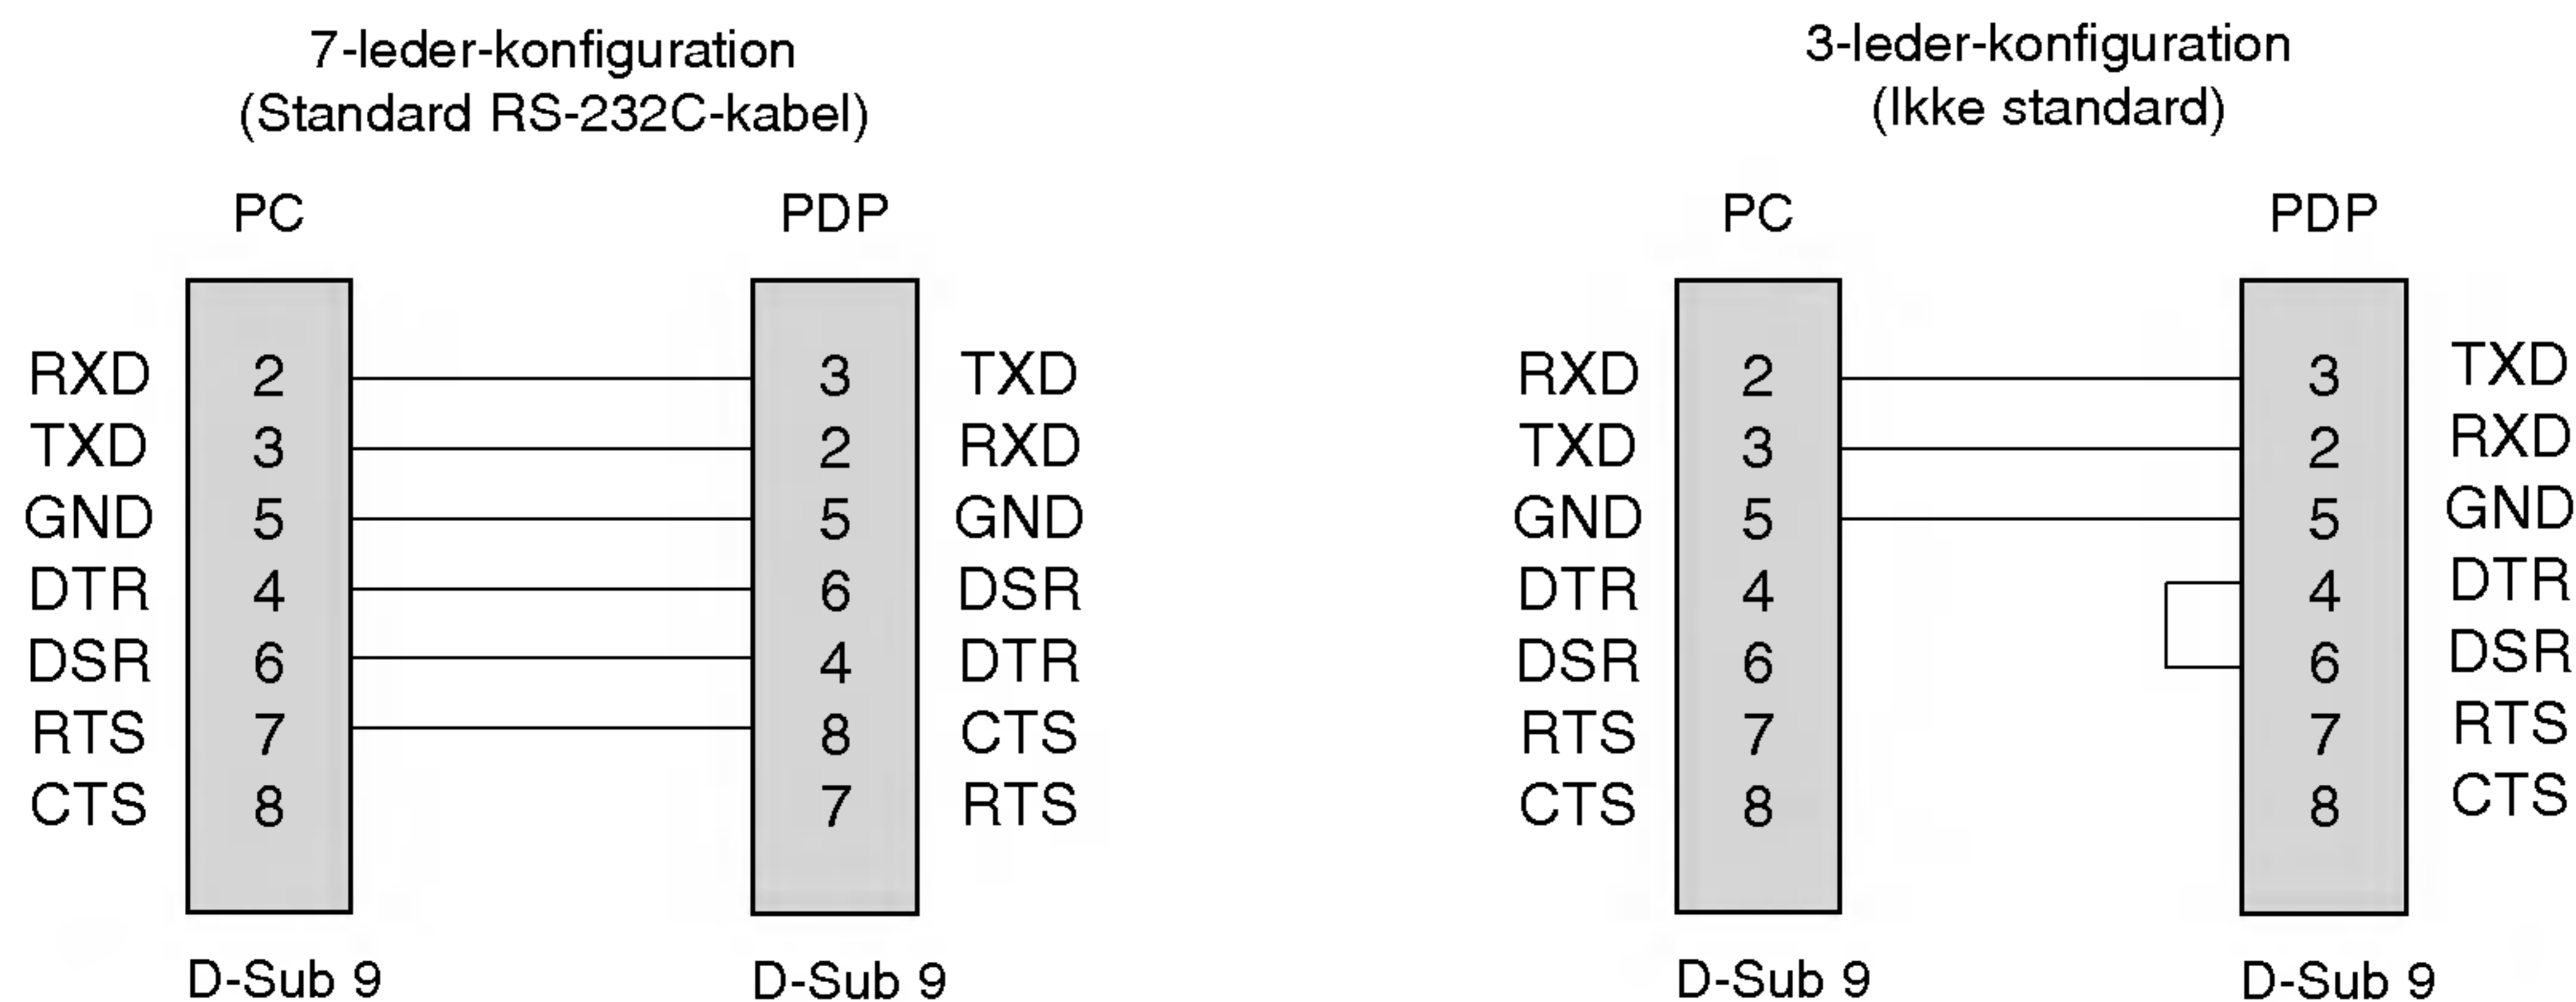 7-leder-konfiguration
(Standard RS-232C-kabel)
PC PDP
RXD 2 3 TXD
TXD 3 2 RXD
GND 5 5 GND
DTR 4 6 DSR
DSR 6 4 DTR
RTS 7 8 CTS
CTS 8 7 RTS
D-Sub 9 D-Sub 9
3-leder-konfiguration
(Ikke standard)
PC PDP
RXD 2 3 TXD
TXD 3 2 RXD
GND 5 5 GND
DTR 4 4 DTR
DSR 6 6 DSR
RTS 7 7 RTS
CTS 8 8 CTS
D-Sub 9 D-Sub 9